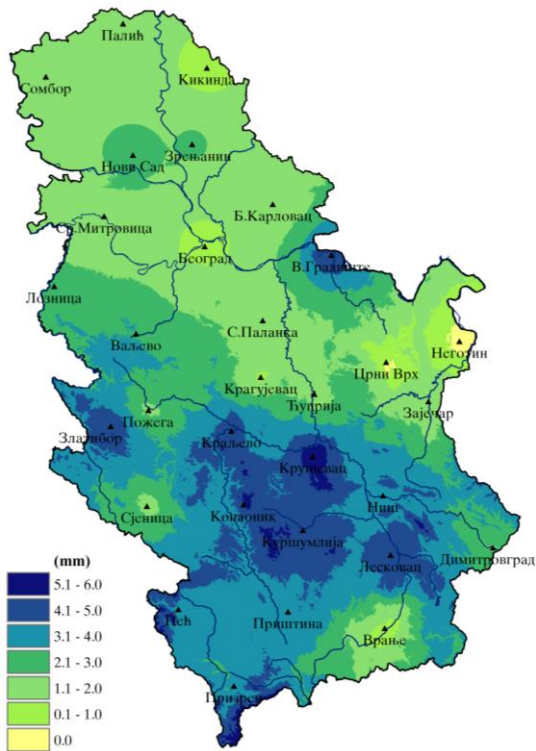 Палић
Сомбор
Кикинда
Нови Сад
Зрењанин
Б.Карловац
Ср.Митровица
Београд
В.Градиште
Лозница
Ваљево
С.Паланка
Неготин
Црни Врх
Крагујевац
Ћуприја
Зајечар
Пожега
Златибор
Краљево
Крушевац
Ниш
Сјеница
Копаоник
Куршумлија
Лесковац
Димитровград
(mm)
5.1 - 6.0
4.1 - 5.0
3.1 - 4.0
2.1 - 3.0
1.1 - 2.0
0.1 - 1.0
0.0
Пећ
Приштина
Врање
Призрен